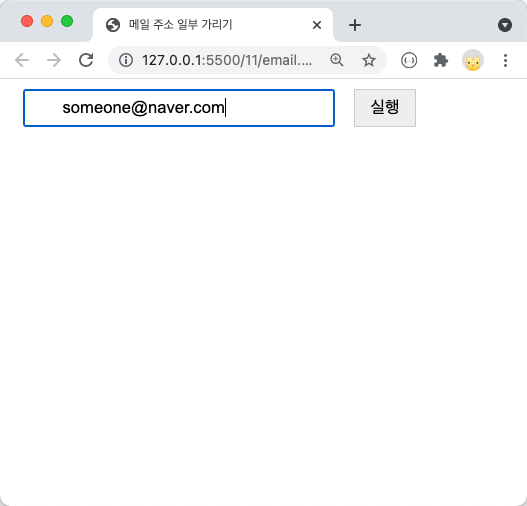 메일 주소 일부 가리기
127.0.0.1:5500/11/email....
someone@naver.com
실행